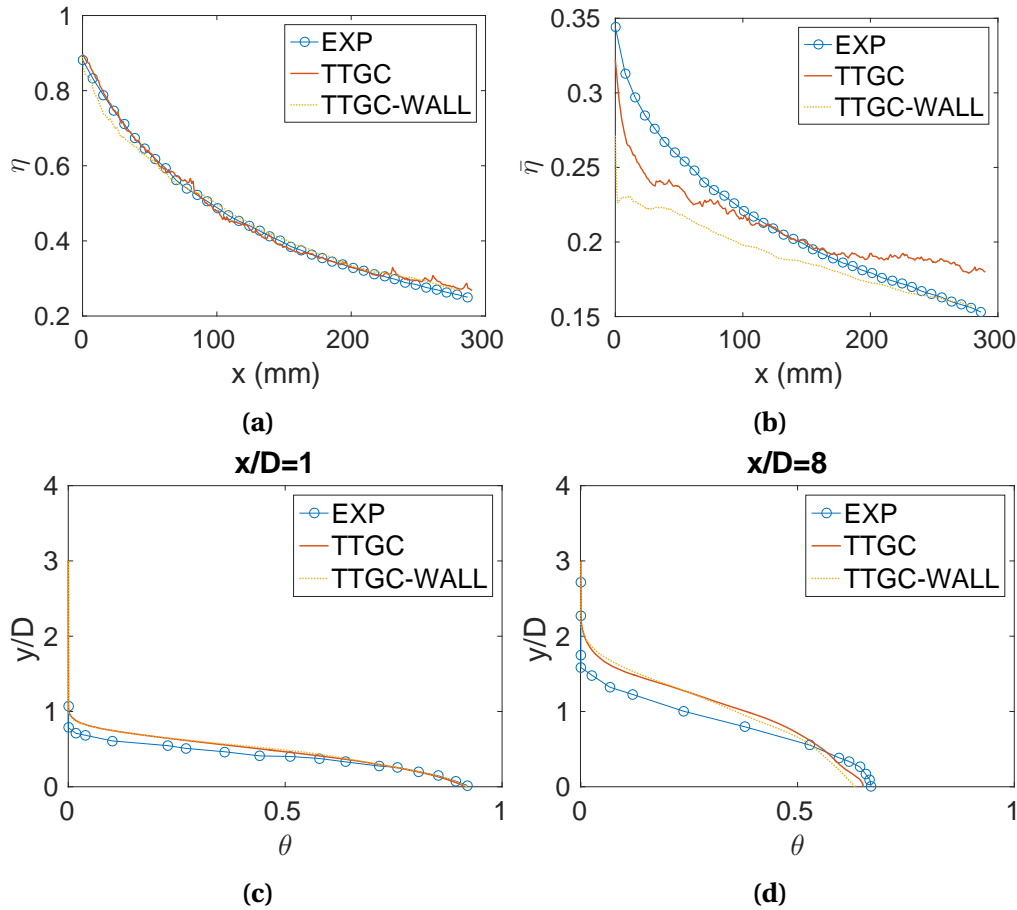 1
0.8
0.6
0.4
0.2
η
0 100 200 300
x (mm)
EXP
TTGC
TTGC-WALL
(a)
0.35
0.3
0.25
0.2
0.15
η̄
0 100 200 300
x (mm)
EXP
TTGC
TTGC-WALL
(b)
x/D=1
4
3
2
1
0
y/D
0 0.5 1
θ
EXP
TTGC
TTGC-WALL
(c)
x/D=8
4
3
2
1
0
y/D
0 0.5 1
θ
EXP
TTGC
TTGC-WALL
(d)